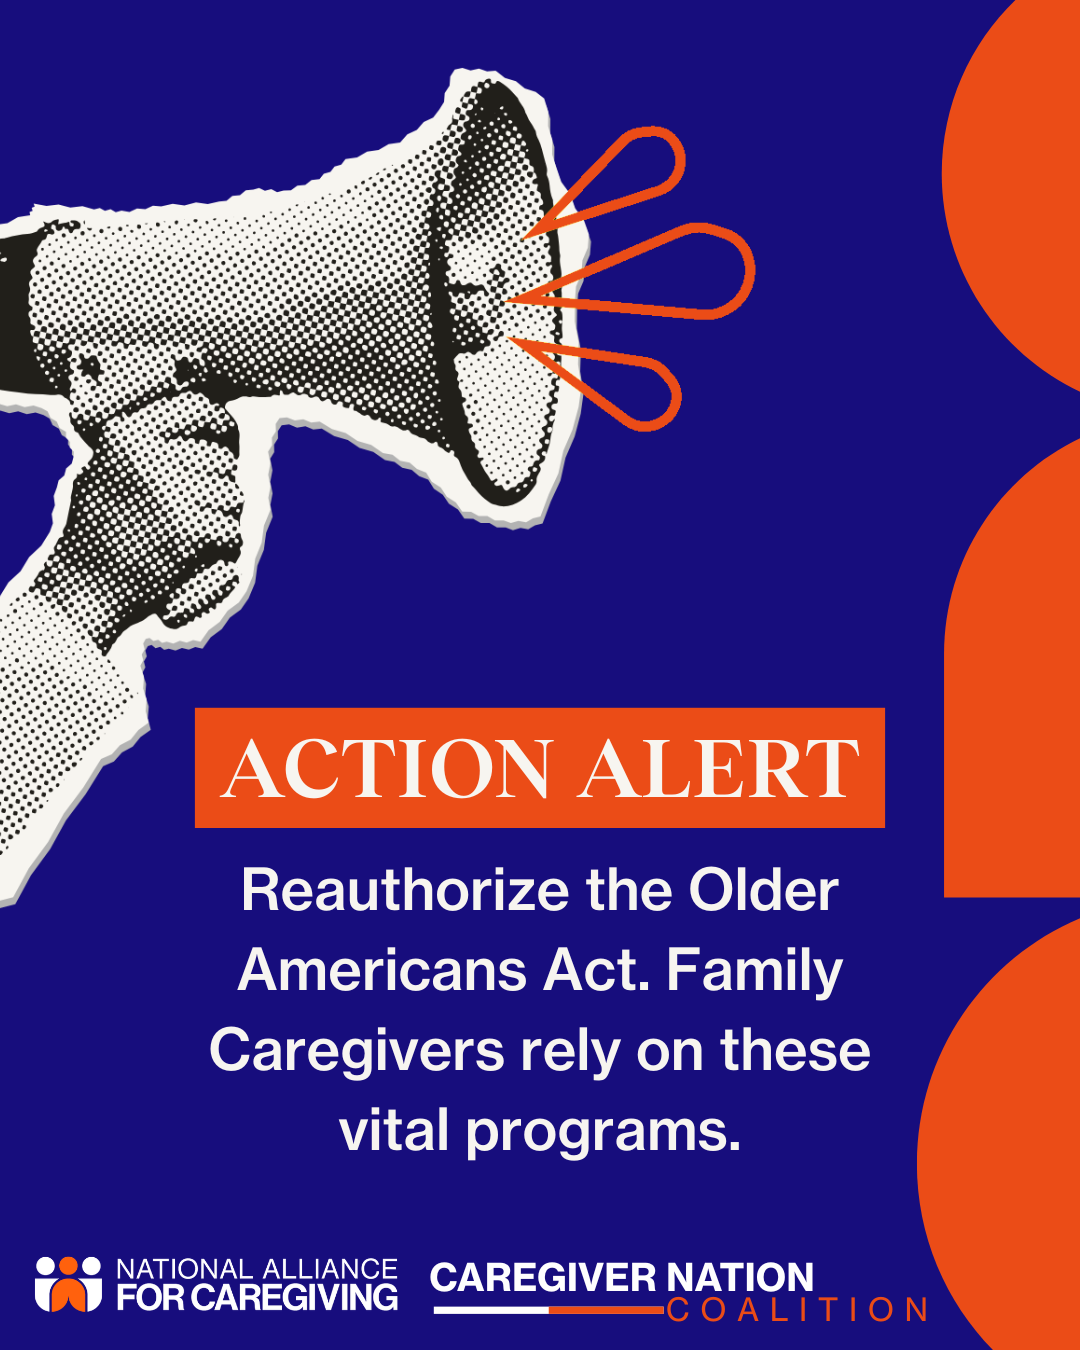 ACTION ALERT
Reauthorize the Older
Americans Act. Family
Caregivers rely on these
vital programs.
NATIONAL ALLIANCE
FOR CAREGIVING
CAREGIVER NATION
COALITION